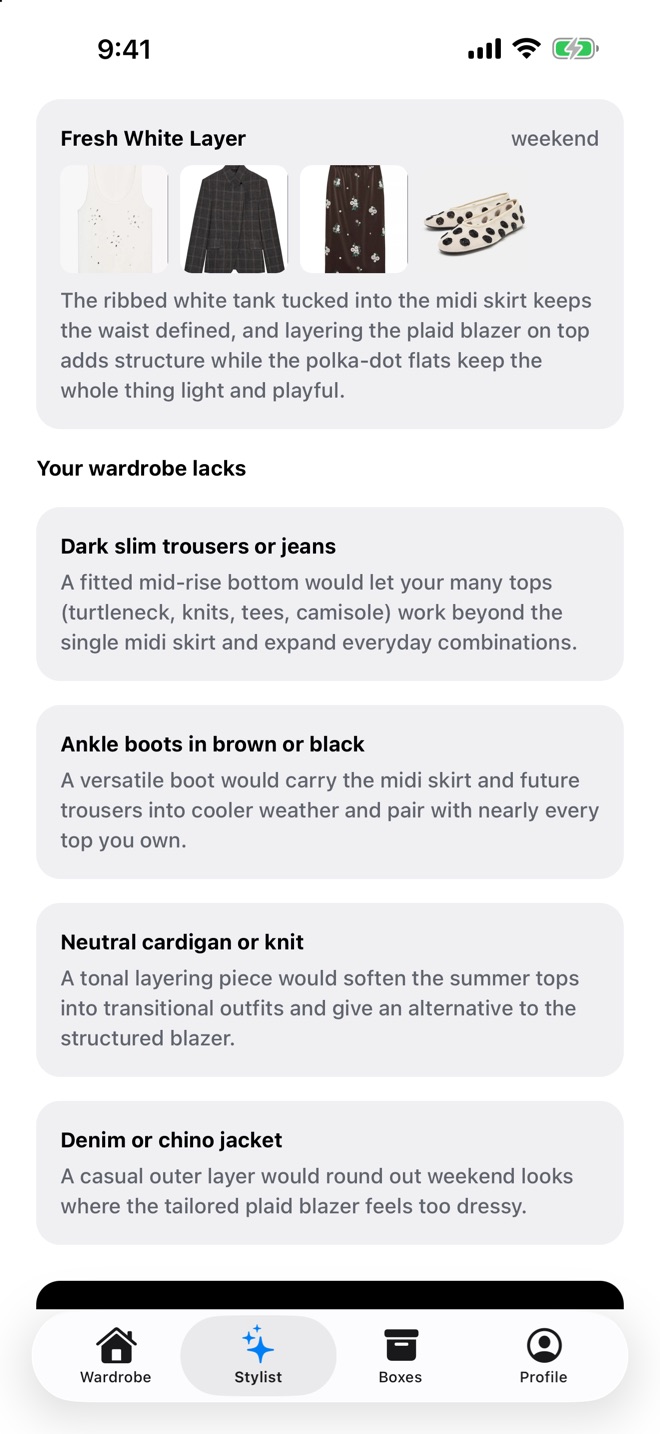 9:41
Fresh White Layer
weekend
The ribbed white tank tucked into the midi skirt keeps
the waist defined, and layering the plaid blazer on top
adds structure while the polka-dot flats keep the
whole thing light and playful.
Your wardrobe lacks
Dark slim trousers or jeans
A fitted mid-rise bottom would let your many tops
(turtleneck, knits, tees, camisole) work beyond the
single midi skirt and expand everyday combinations.
Ankle boots in brown or black
A versatile boot would carry the midi skirt and future
trousers into cooler weather and pair with nearly every
top you own.
Neutral cardigan or knit
A tonal layering piece would soften the summer tops
into transitional outfits and give an alternative to the
structured blazer.
Denim or chino jacket
A casual outer layer would round out weekend looks
where the tailored plaid blazer feels too dressy.
Wardrobe
Stylist
Boxes
Profile